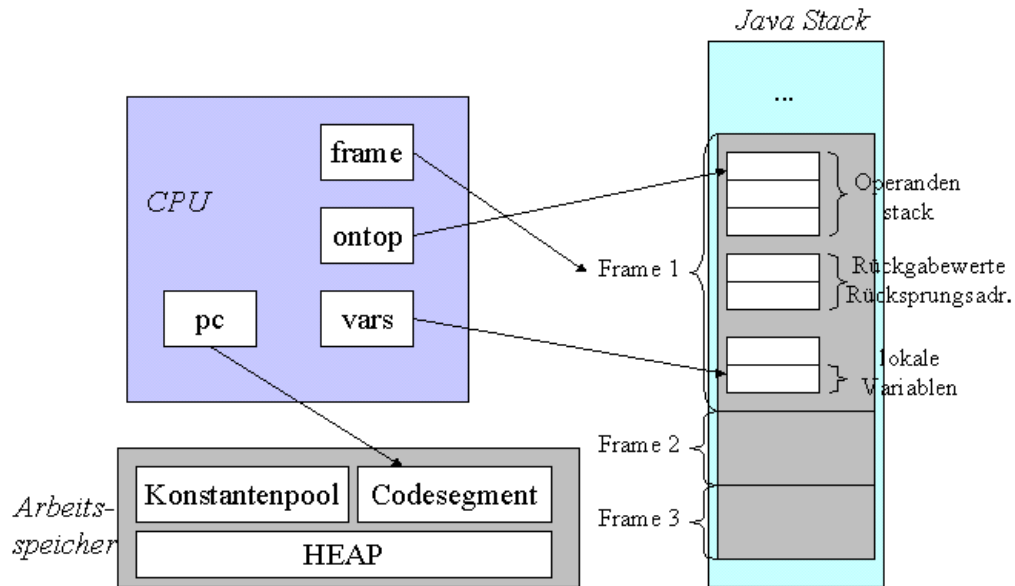 Java Stack
...
frame
CPU
ontop
pc
vars
Operanden
stack
Frame 1
Rückgabewerte
Rücksprungsadr.
lokale
Variablen
Frame 2
Frame 3
Arbeits-
speicher
Konstantenpool
Codesegment
HEAP